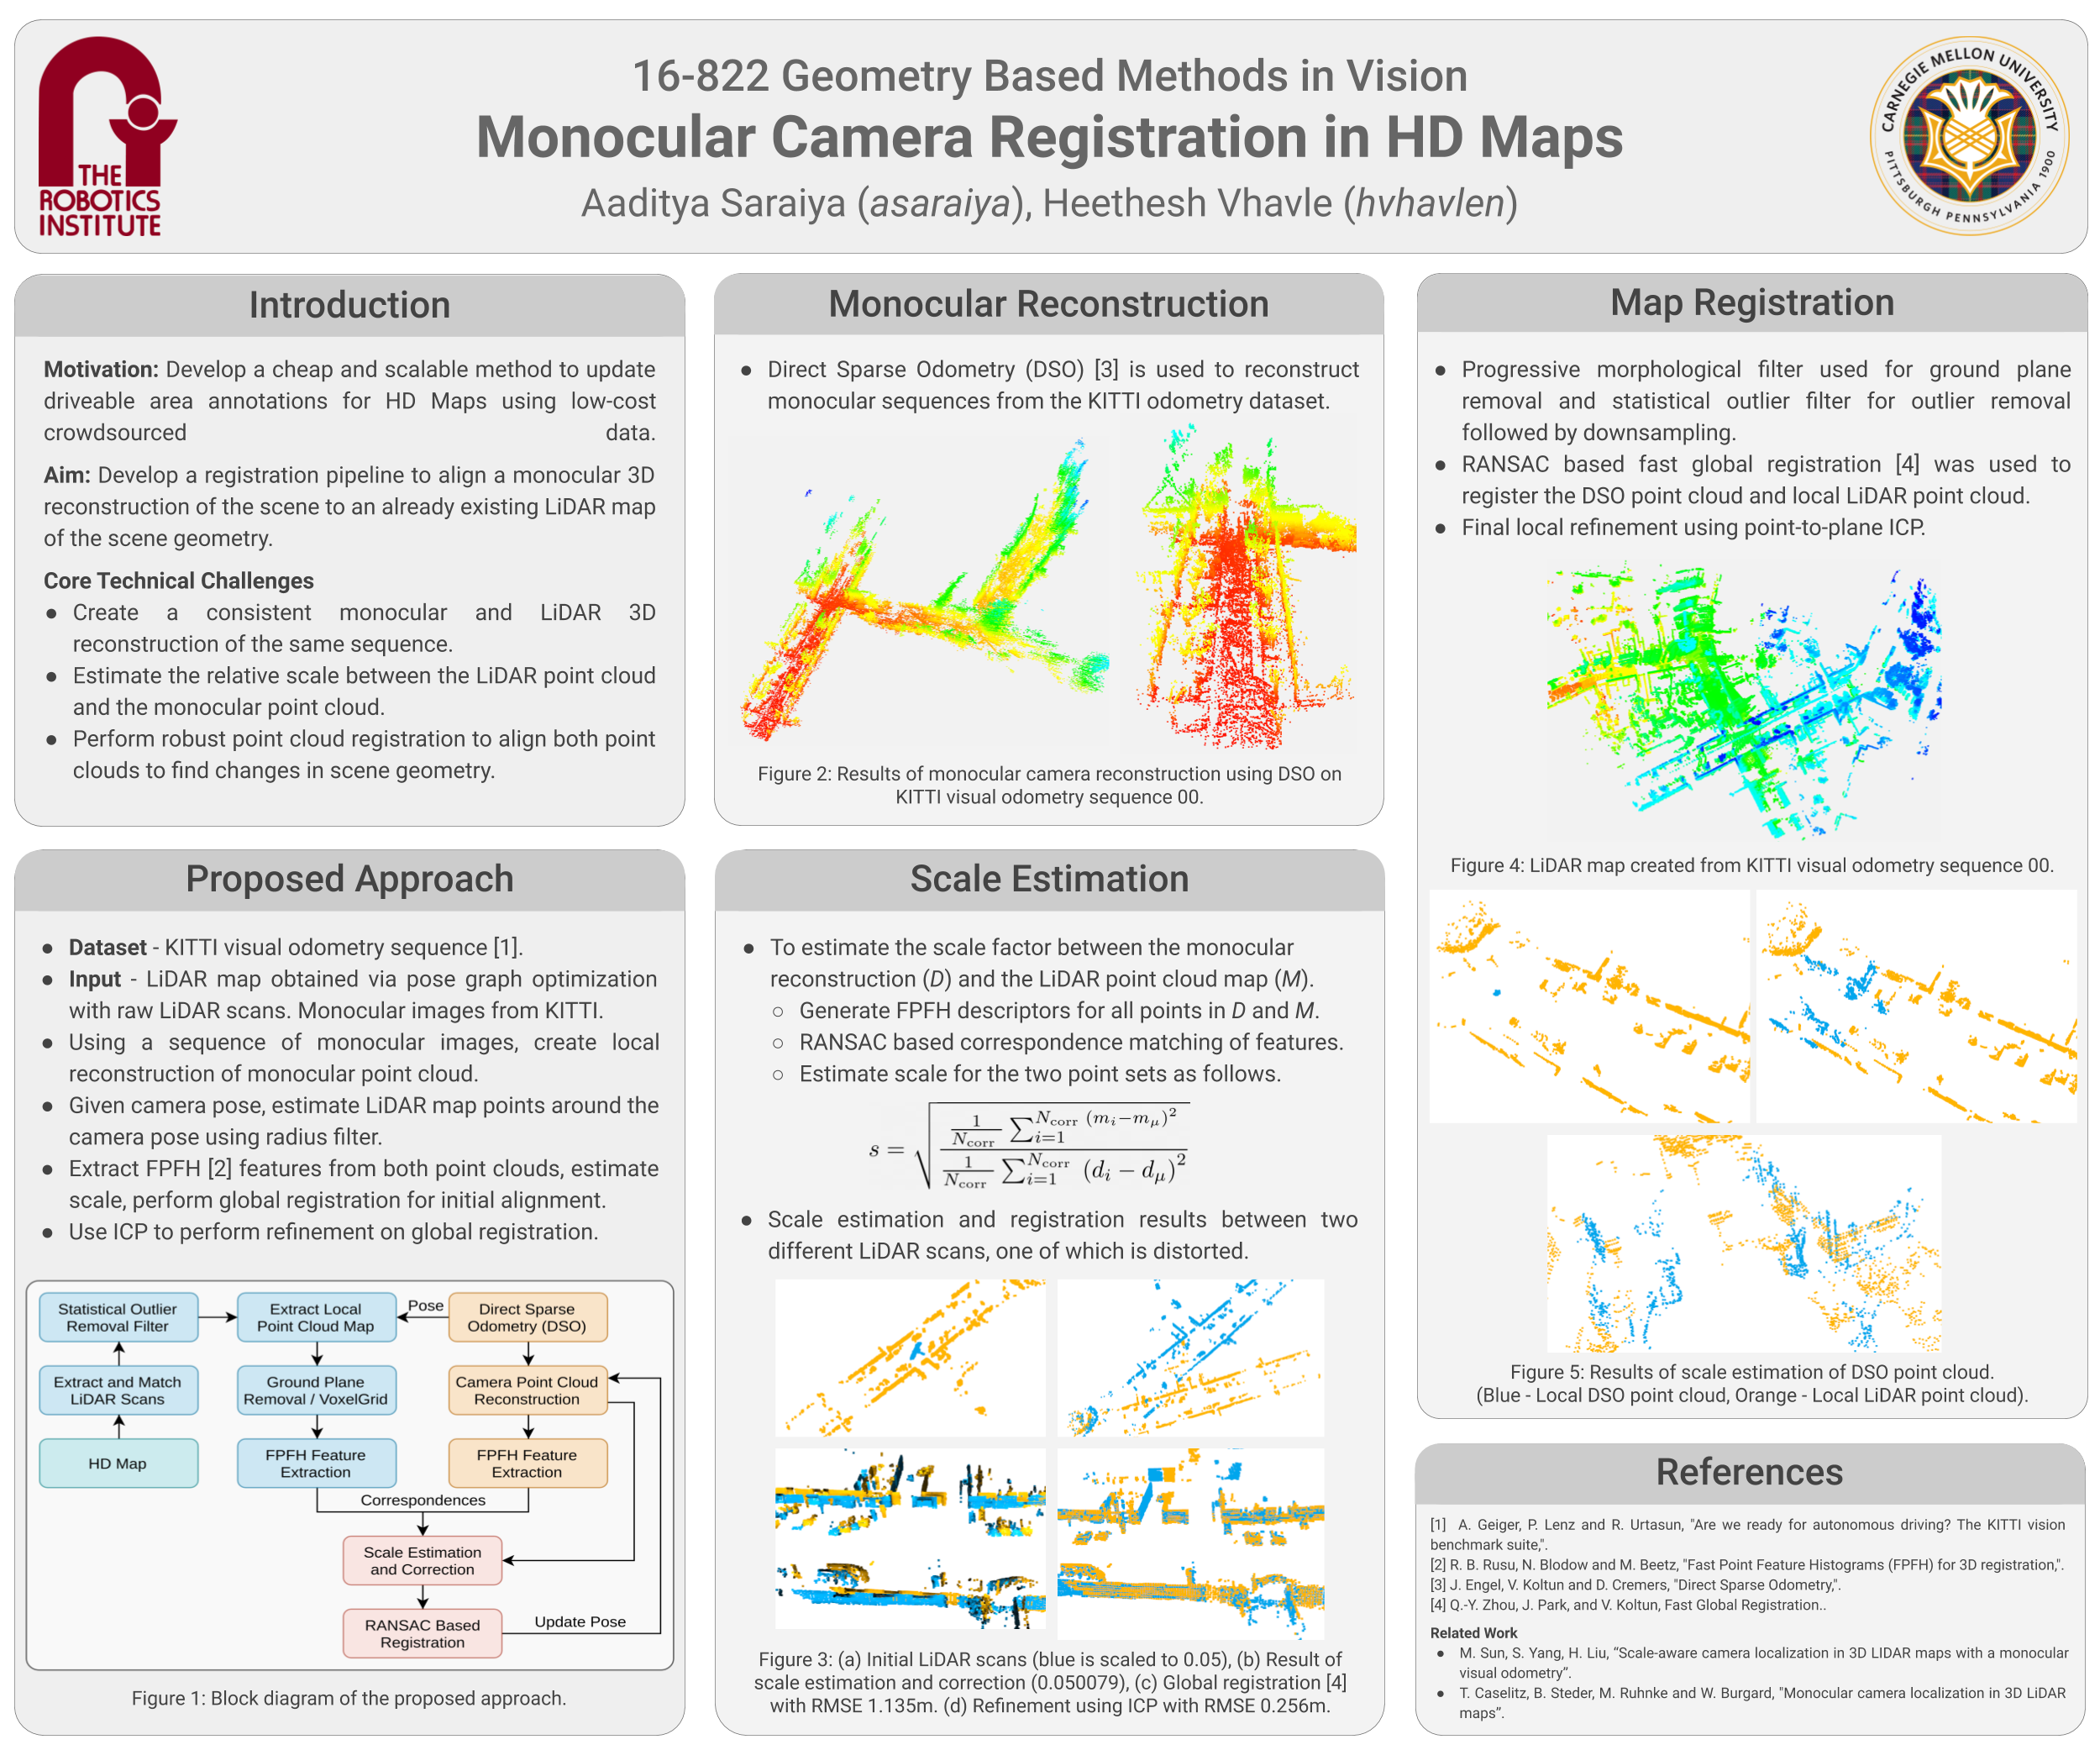 THE
ROBOTICS
INSTITUTE
16-822 Geometry Based Methods in Vision
Monocular Camera Registration in HD Maps
Aaditya Saraiya (asaraiya), Heethesh Vhavle (hvhavlen)
CARNEGIE MELLON UNIVERSITY
PITTSBURGH PENNSYLVANIA 1900
Introduction
Motivation: Develop a cheap and scalable method to update
driveable area annotations for HD Maps using low-cost
crowdsourced data.
Aim: Develop a registration pipeline to align a monocular 3D
reconstruction of the scene to an already existing LiDAR map
of the scene geometry.
Core Technical Challenges
● Create a consistent monocular and LiDAR 3D
reconstruction of the same sequence.
● Estimate the relative scale between the LiDAR point cloud
and the monocular point cloud.
● Perform robust point cloud registration to align both point
clouds to find changes in scene geometry.
Proposed Approach
● Dataset - KITTI visual odometry sequence [1].
● Input - LiDAR map obtained via pose graph optimization
with raw LiDAR scans. Monocular images from KITTI.
● Using a sequence of monocular images, create local
reconstruction of monocular point cloud.
● Given camera pose, estimate LiDAR map points around the
camera pose using radius filter.
● Extract FPFH [2] features from both point clouds, estimate
scale, perform global registration for initial alignment.
● Use ICP to perform refinement on global registration.
Statistical Outlier
Removal Filter
Extract Local
Point Cloud Map
Pose
Direct Sparse
Odometry (DSO)
Extract and Match
LiDAR Scans
Ground Plane
Removal / VoxelGrid
Camera Point Cloud
Reconstruction
HD Map
FPFH Feature
Extraction
FPFH Feature
Extraction
Correspondences
Scale Estimation
and Correction
RANSAC Based
Registration
Update Pose
Figure 1: Block diagram of the proposed approach.
Monocular Reconstruction
● Direct Sparse Odometry (DSO) [3] is used to reconstruct
monocular sequences from the KITTI odometry dataset.
Figure 2: Results of monocular camera reconstruction using DSO on
KITTI visual odometry sequence 00.
Scale Estimation
● To estimate the scale factor between the monocular
reconstruction (D) and the LiDAR point cloud map (M).
○ Generate FPFH descriptors for all points in D and M.
○ RANSAC based correspondence matching of features.
○ Estimate scale for the two point sets as follows.
s = √( (1/N_corr ∑_{i=1}^{N_corr} (m_i − m_μ)²) / (1/N_corr ∑_{i=1}^{N_corr} (d_i − d_μ)²) )
● Scale estimation and registration results between two
different LiDAR scans, one of which is distorted.
Figure 3: (a) Initial LiDAR scans (blue is scaled to 0.05), (b) Result of
scale estimation and correction (0.050079), (c) Global registration [4]
with RMSE 1.135m. (d) Refinement using ICP with RMSE 0.256m.
Map Registration
● Progressive morphological filter used for ground plane
removal and statistical outlier filter for outlier removal
followed by downsampling.
● RANSAC based fast global registration [4] was used to
register the DSO point cloud and local LiDAR point cloud.
● Final local refinement using point-to-plane ICP.
Figure 4: LiDAR map created from KITTI visual odometry sequence 00.
Figure 5: Results of scale estimation of DSO point cloud.
(Blue - Local DSO point cloud, Orange - Local LiDAR point cloud).
References
[1] A. Geiger, P. Lenz and R. Urtasun, "Are we ready for autonomous driving? The KITTI vision
benchmark suite,".
[2] R. B. Rusu, N. Blodow and M. Beetz, "Fast Point Feature Histograms (FPFH) for 3D registration,".
[3] J. Engel, V. Koltun and D. Cremers, "Direct Sparse Odometry,".
[4] Q.-Y. Zhou, J. Park, and V. Koltun, Fast Global Registration..
Related Work
● M. Sun, S. Yang, H. Liu, “Scale-aware camera localization in 3D LIDAR maps with a monocular
visual odometry”.
● T. Caselitz, B. Steder, M. Ruhnke and W. Burgard, "Monocular camera localization in 3D LiDAR
maps”.